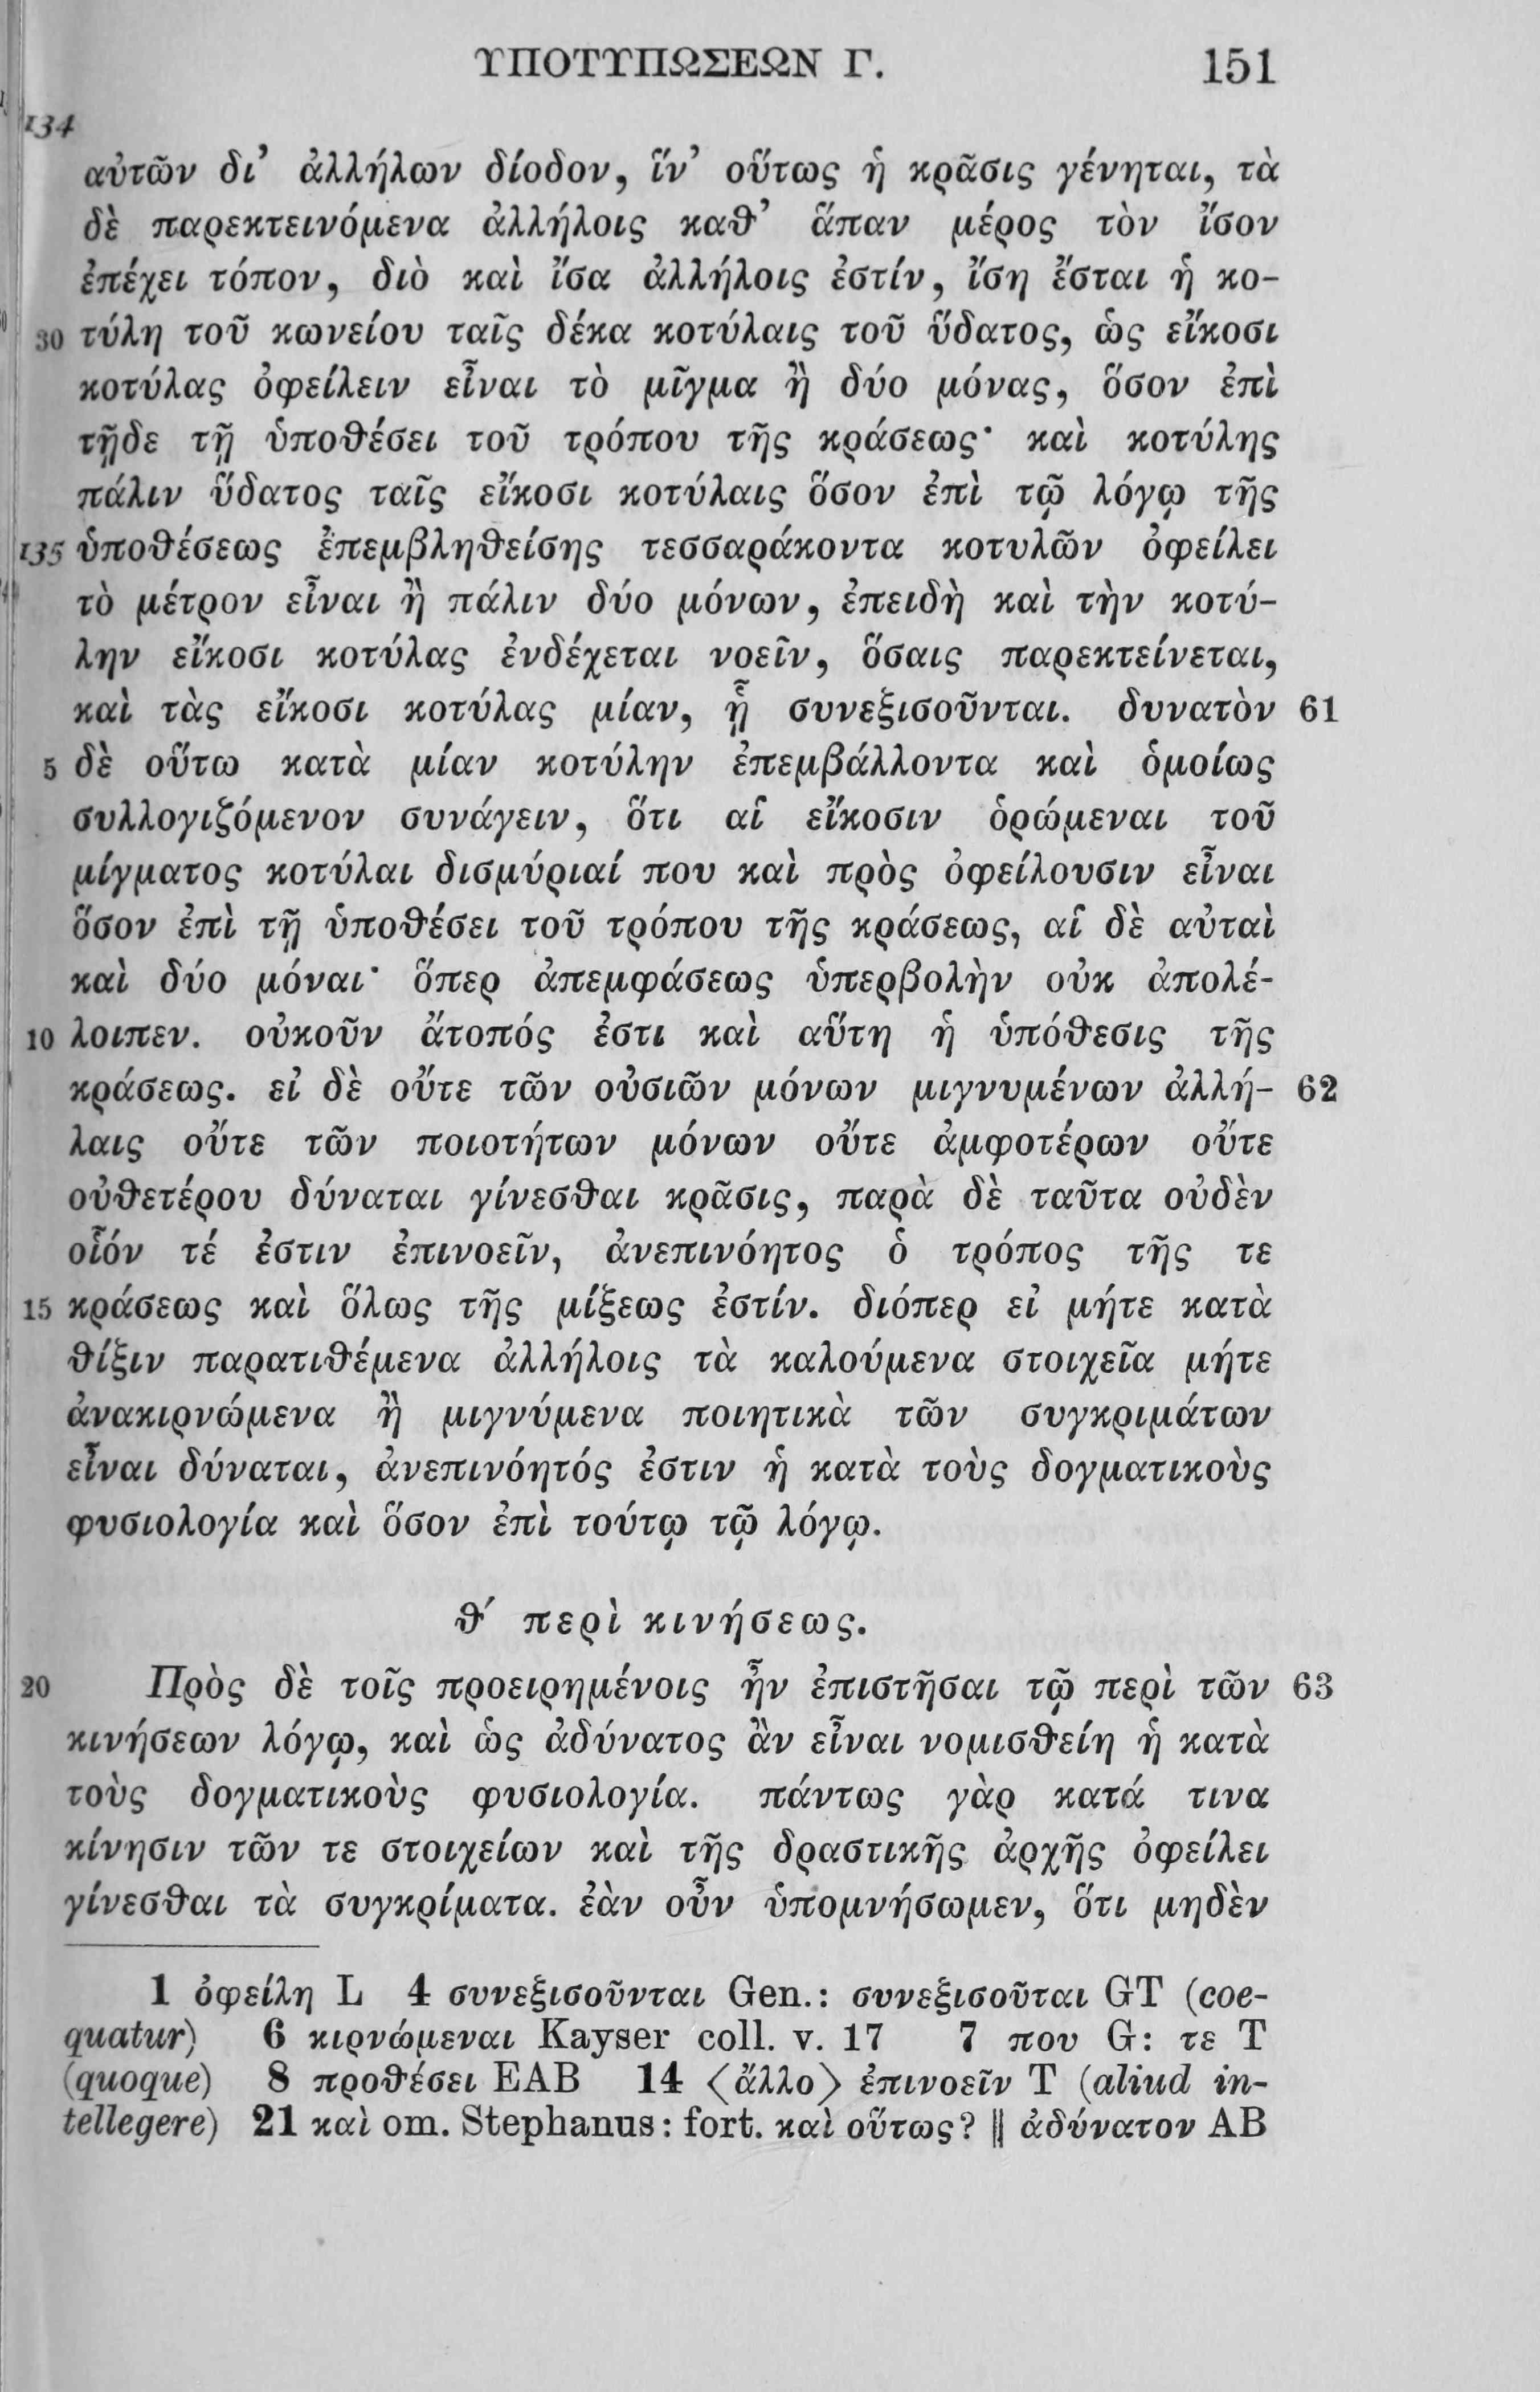 ΥΠΟΤΥΠΩΣΕΩΝ Γ. 151
134
αὐτῶν δι’ ἀλλήλων δίοδον, ἵν’ οὕτως ἡ κρᾶσις γένηται, τὰ
δὲ παρεκτεινόμενα ἀλλήλοις καθ’ ἅπαν μέρος τὸν ἴσον
ἐπέχει τόπον, διὸ καὶ ἴσα ἀλλήλοις ἐστίν, ἴση ἔσται ἡ κο-
30 τύλη τοῦ κωνείου ταῖς δέκα κοτύλαις τοῦ ὕδατος, ὡς εἴκοσι
κοτύλας ὀφείλειν εἶναι τὸ μῖγμα ἢ δύο μόνας, ὅσον ἐπὶ
τῇδε τῇ ὑποθέσει τοῦ τρόπου τῆς κράσεως· καὶ κοτύλης
πάλιν ὕδατος ταῖς εἴκοσι κοτύλαις ὅσον ἐπὶ τῷ λόγῳ τῆς
135 ὑποθέσεως ἐπεμβληθείσης τεσσαράκοντα κοτυλῶν ὀφείλει
τὸ μέτρον εἶναι ἢ πάλιν δύο μόνων, ἐπειδὴ καὶ τὴν κοτύ-
λην εἴκοσι κοτύλας ἐνδέχεται νοεῖν, ὅσαις παρεκτείνεται,
καὶ τὰς εἴκοσι κοτύλας μίαν, ᾗ συνεξισοῦνται. δυνατὸν 61
5 δὲ οὕτω κατὰ μίαν κοτύλην ἐπεμβάλλοντα καὶ ὁμοίως
συλλογιζόμενον συνάγειν, ὅτι αἱ εἴκοσιν ὁρώμεναι τοῦ
μίγματος κοτύλαι δισμύριαί που καὶ πρὸς ὀφείλουσιν εἶναι
ὅσον ἐπὶ τῇ ὑποθέσει τοῦ τρόπου τῆς κράσεως, αἱ δὲ αὐταὶ
καὶ δύο μόναι· ὅπερ ἀπεμφάσεως ὑπερβολὴν οὐκ ἀπολέ-
10 λοιπεν. οὐκοῦν ἄτοπός ἐστι καὶ αὕτη ἡ ὑπόθεσις τῆς
κράσεως. εἰ δὲ οὔτε τῶν οὐσιῶν μόνων μιγνυμένων ἀλλή- 62
λαις οὔτε τῶν ποιοτήτων μόνων οὔτε ἀμφοτέρων οὔτε
οὐθετέρου δύναται γίνεσθαι κρᾶσις, παρὰ δὲ ταῦτα οὐδὲν
οἷόν τέ ἐστιν ἐπινοεῖν, ἀνεπινόητος ὁ τρόπος τῆς τε
15 κράσεως καὶ ὅλως τῆς μίξεως ἐστίν. διόπερ εἰ μήτε κατὰ
θίξιν παρατιθέμενα ἀλλήλοις τὰ καλούμενα στοιχεῖα μήτε
ἀνακιρνώμενα ἢ μιγνύμενα ποιητικὰ τῶν συγκριμάτων
εἶναι δύναται, ἀνεπινόητός ἐστιν ἡ κατὰ τοὺς δογματικοὺς
φυσιολογία καὶ ὅσον ἐπὶ τούτῳ τῷ λόγῳ.
θ′ περὶ κινήσεως.
20 Πρὸς δὲ τοῖς προειρημένοις ἦν ἐπιστῆσαι τῷ περὶ τῶν 63
κινήσεων λόγῳ, καὶ ὡς ἀδύνατος ἂν εἶναι νομισθείη ἡ κατὰ
τοὺς δογματικοὺς φυσιολογία. πάντως γὰρ κατά τινα
κίνησιν τῶν τε στοιχείων καὶ τῆς δραστικῆς ἀρχῆς ὀφείλει
γίνεσθαι τὰ συγκρίματα. ἐὰν οὖν ὑπομνήσωμεν, ὅτι μηδὲν
1 ὀφείλῃ L 4 συνεξισοῦνται Gen.: συνεξισοῦται GT (coe-
quatur) 6 κιρνώμεναι Kayser coll. v. 17 7 που G: τε T
(quoque) 8 προθέσει EAB 14 ⟨ἄλλο⟩ ἐπινοεῖν T (aliud in-
tellegere) 21 καὶ om. Stephanus: fort. καὶ οὕτως? || ἀδύνατον AB